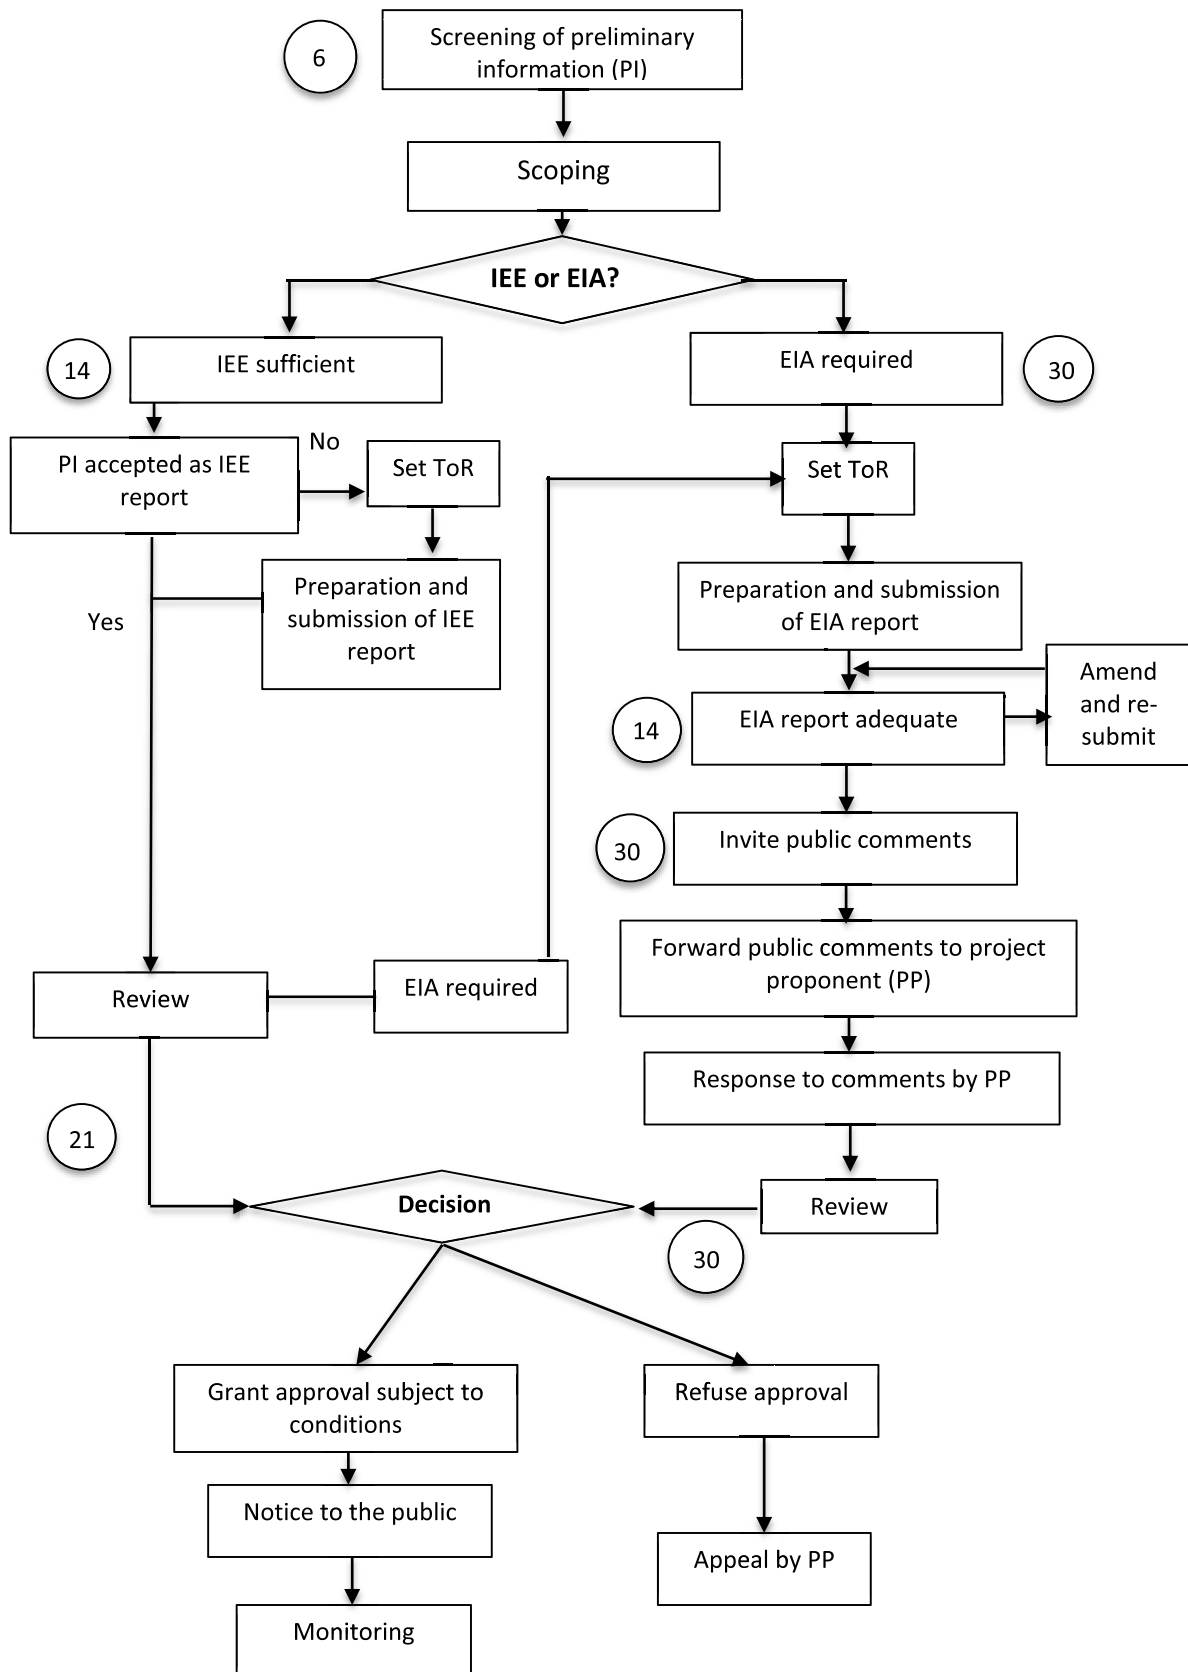 6
Screening of preliminary
information (PI)
Scoping
IEE or EIA?
14
IEE sufficient
EIA required
30
PI accepted as IEE
report
No
Set ToR
Set ToR
Yes
Preparation and
submission of IEE
report
Preparation and submission
of EIA report
Amend
and re-
submit
14
EIA report adequate
30
Invite public comments
Forward public comments to project
proponent (PP)
Review
EIA required
Response to comments by PP
21
Decision
Review
30
Grant approval subject to
conditions
Refuse approval
Notice to the public
Appeal by PP
Monitoring